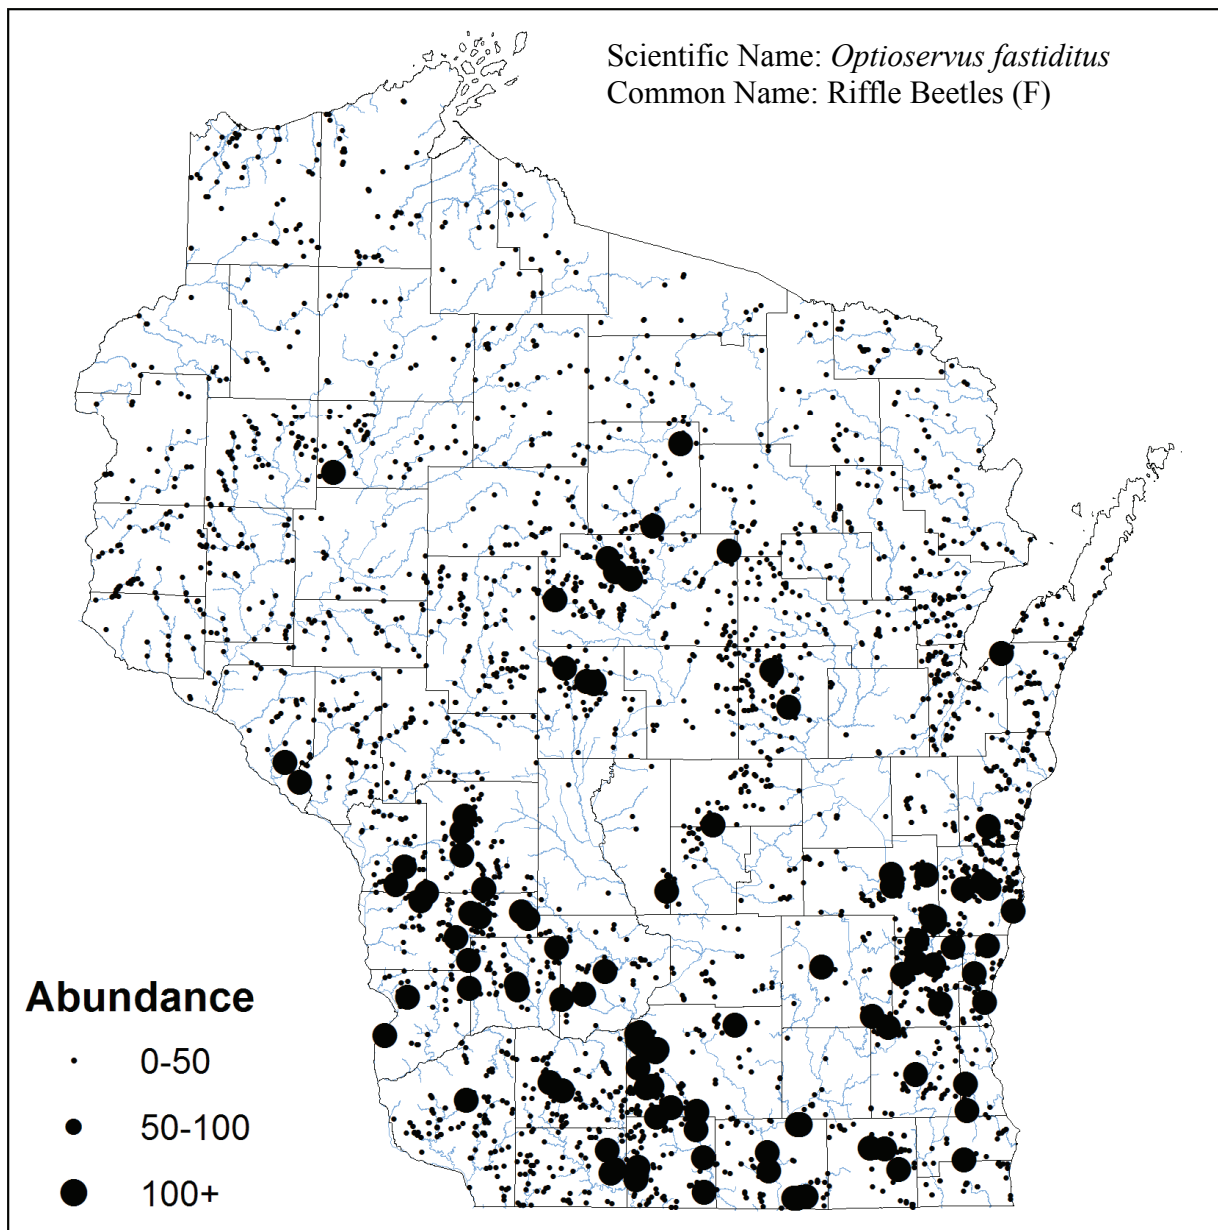 Scientific Name: Optioservus fastiditus
Common Name: Riffle Beetles (F)
Abundance
0-50
50-100
100+